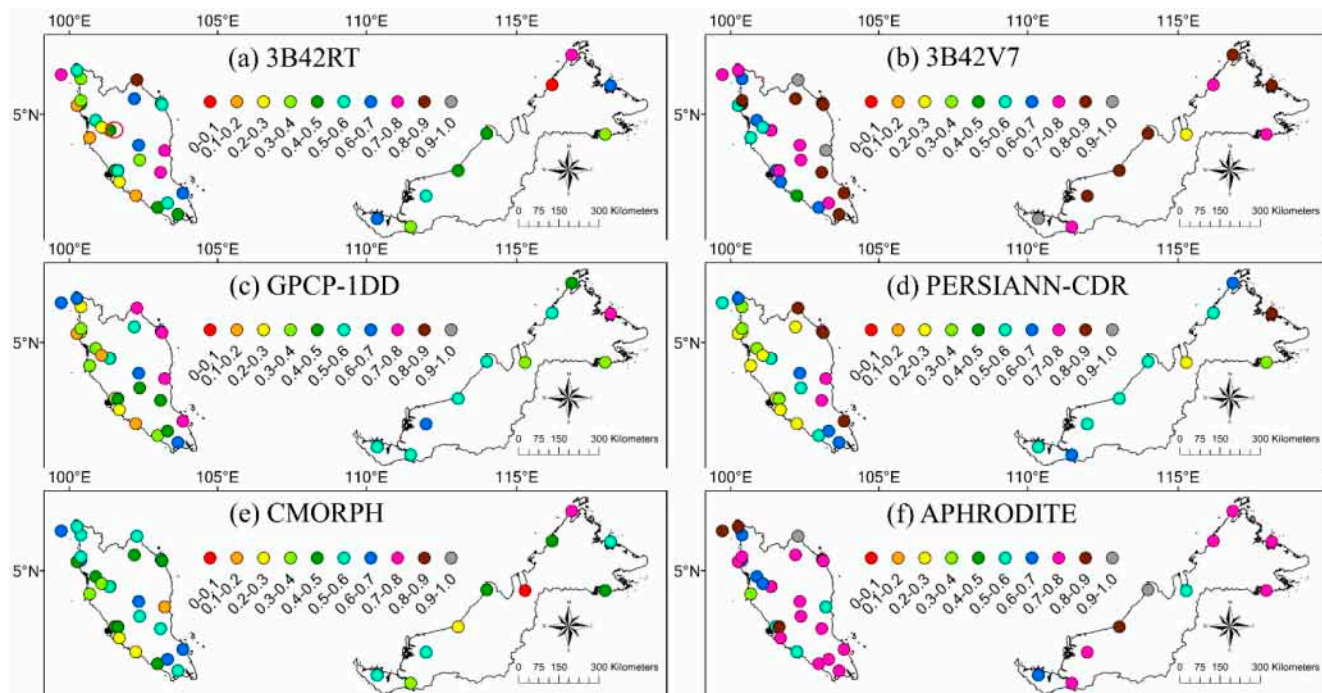 100°E 105°E 110°E 115°E
100°E 105°E 110°E 115°E
(a) 3B42RT
(b) 3B42V7
5°N
5°N
0-0.1 0.1-0.2 0.2-0.3 0.3-0.4 0.4-0.5 0.5-0.6 0.6-0.7 0.7-0.8 0.8-0.9 0.9-1.0
0-0.1 0.1-0.2 0.2-0.3 0.3-0.4 0.4-0.5 0.5-0.6 0.6-0.7 0.7-0.8 0.8-0.9 0.9-1.0
0 75 150 300 Kilometers
0 75 150 300 Kilometers
100°E 105°E 110°E 115°E
100°E 105°E 110°E 115°E
(c) GPCP-1DD
(d) PERSIANN-CDR
5°N
5°N
0-0.1 0.1-0.2 0.2-0.3 0.3-0.4 0.4-0.5 0.5-0.6 0.6-0.7 0.7-0.8 0.8-0.9 0.9-1.0
0-0.1 0.1-0.2 0.2-0.3 0.3-0.4 0.4-0.5 0.5-0.6 0.6-0.7 0.7-0.8 0.8-0.9 0.9-1.0
0 75 150 300 Kilometers
0 75 150 300 Kilometers
100°E 105°E 110°E 115°E
100°E 105°E 110°E 115°E
(e) CMORPH
(f) APHRODITE
5°N
5°N
0-0.1 0.1-0.2 0.2-0.3 0.3-0.4 0.4-0.5 0.5-0.6 0.6-0.7 0.7-0.8 0.8-0.9 0.9-1.0
0-0.1 0.1-0.2 0.2-0.3 0.3-0.4 0.4-0.5 0.5-0.6 0.6-0.7 0.7-0.8 0.8-0.9 0.9-1.0
0 75 150 300 Kilometers
0 75 150 300 Kilometers